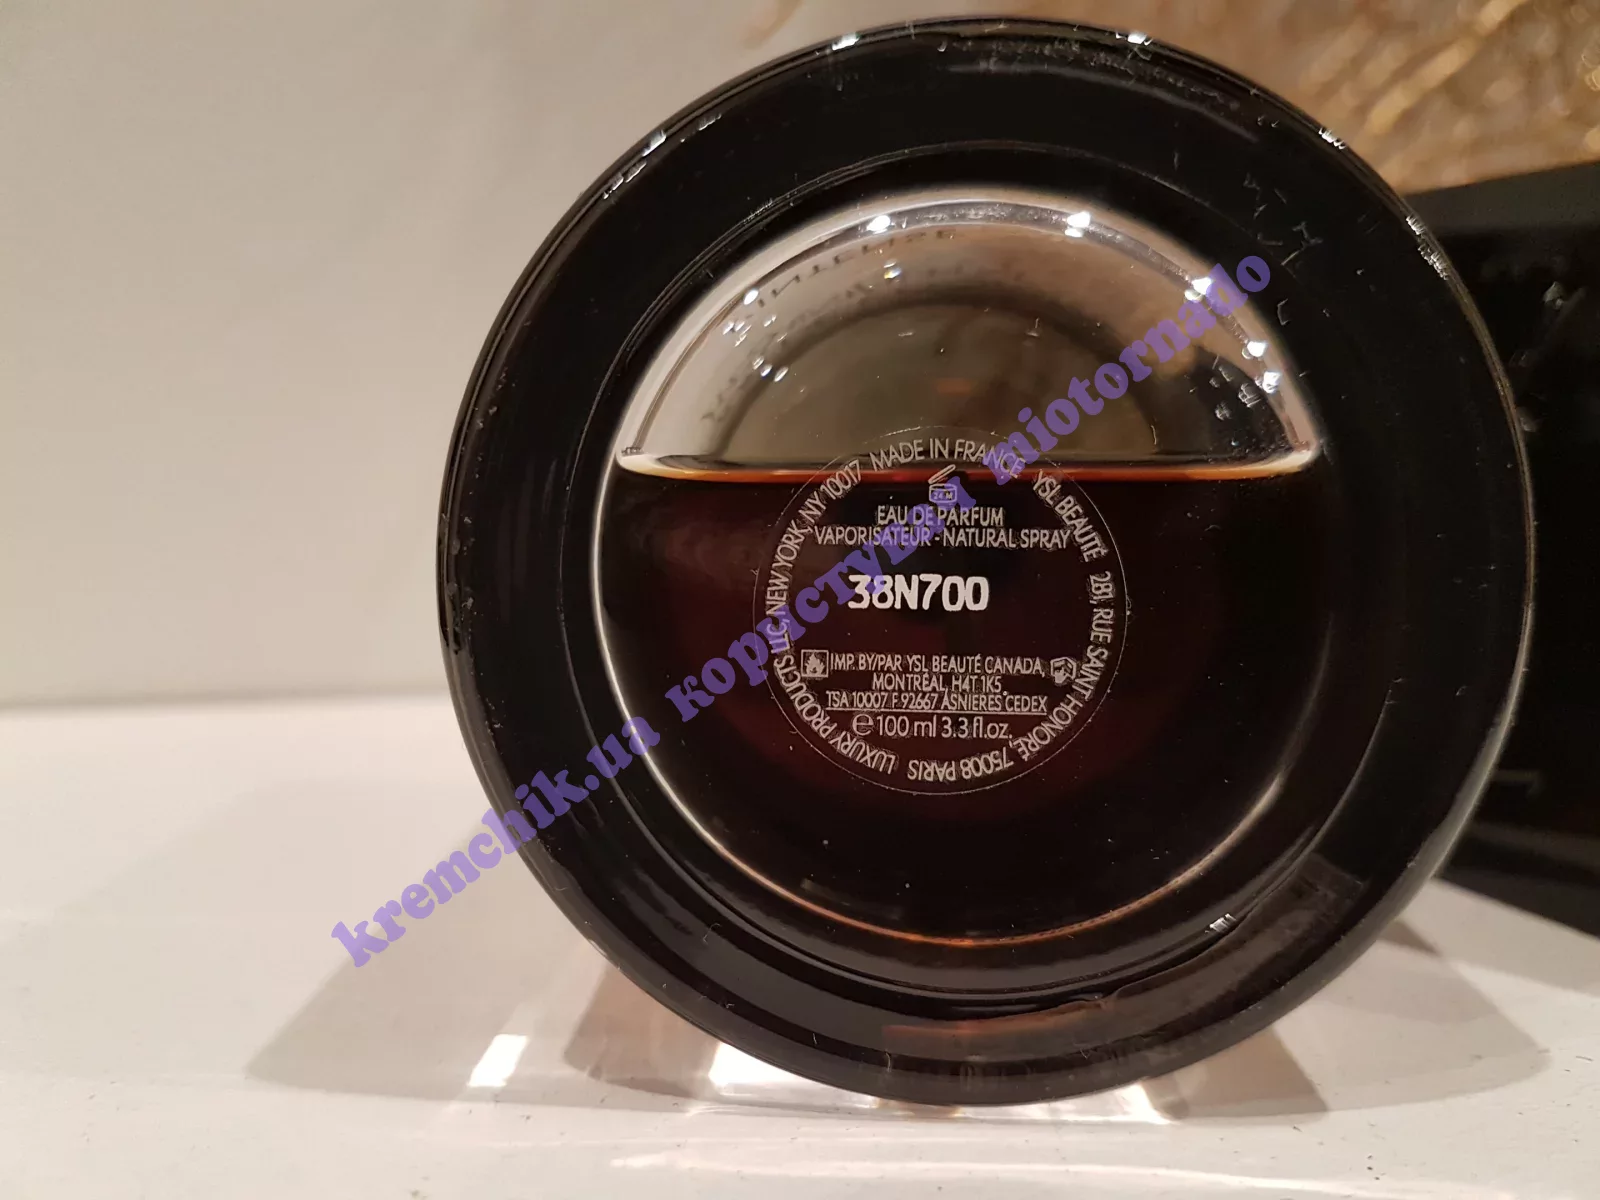 MADE IN FRANCE YSL BEAUTÉ 281, RUE SAINT HONORÉ, 75008 PARIS LUXURY PRODUCTS LLC, NEW YORK, NY 10017
24 M
EAU DE PARFUM
VAPORISATEUR - NATURAL SPRAY
38N700
IMP. BY/PAR YSL BEAUTÉ CANADA,
MONTRÉAL, H4T 1K5
TSA 10007 F 92667 ASNIERES CEDEX
e 100 ml 3.3 fl.oz.
kremchik.ua користувач miotornado